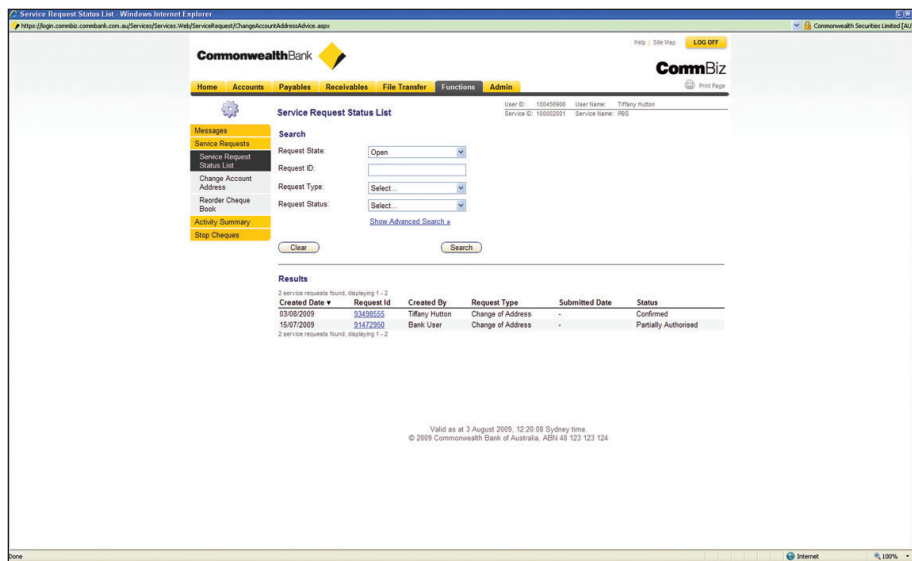 Service Request Status List - Windows Internet Explorer
https://login.commbiz.commbank.com.au/Services/Services.Web/ServiceRequest/ChangeAccountAddressAdvice.aspx
Commonwealth Securities Limited [AU
CommonwealthBank
Help | Site Map LOG OFF
CommBiz
Home Accounts Payables Receivables File Transfer Functions Admin
Print Page
User ID: 100456906 User Name: Tiffany Hutton
Service ID: 100002001 Service Name: PBS
Service Request Status List
Messages
Service Requests
Service Request
Status List
Change Account
Address
Reorder Cheque
Book
Activity Summary
Stop Cheques
Search
Request State: Open
Request ID:
Request Type: Select...
Request Status: Select...
Show Advanced Search »
Clear Search
Results
2 service requests found, displaying 1 - 2
Created Date ▼ Request Id Created By Request Type Submitted Date Status
03/08/2009 93498555 Tiffany Hutton Change of Address - Confirmed
15/07/2009 91472950 Bank User Change of Address - Partially Authorised
2 service requests found, displaying 1 - 2
Valid as at 3 August 2009, 12:20:08 Sydney time.
© 2009 Commonwealth Bank of Australia, ABN 48 123 123 124
Done Internet 100%